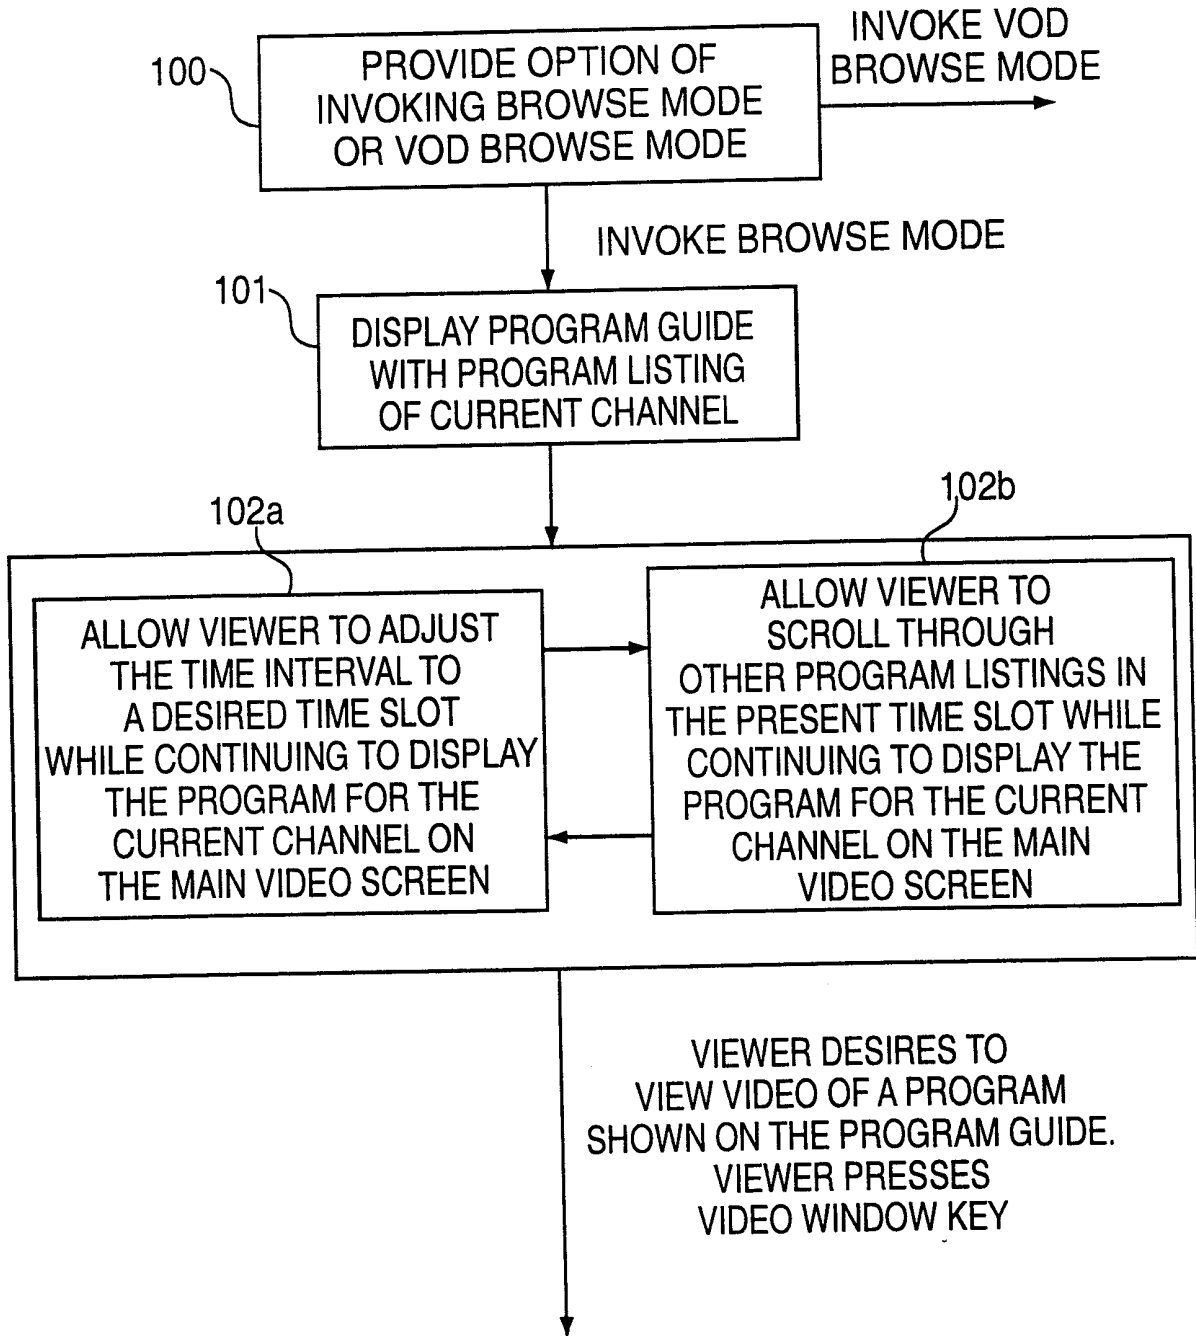 INVOKE VOD
BROWSE MODE
100
PROVIDE OPTION OF
INVOKING BROWSE MODE
OR VOD BROWSE MODE
INVOKE BROWSE MODE
101
DISPLAY PROGRAM GUIDE
WITH PROGRAM LISTING
OF CURRENT CHANNEL
102a
102b
ALLOW VIEWER TO ADJUST
THE TIME INTERVAL TO
A DESIRED TIME SLOT
WHILE CONTINUING TO DISPLAY
THE PROGRAM FOR THE
CURRENT CHANNEL ON
THE MAIN VIDEO SCREEN
ALLOW VIEWER TO
SCROLL THROUGH
OTHER PROGRAM LISTINGS IN
THE PRESENT TIME SLOT WHILE
CONTINUING TO DISPLAY THE
PROGRAM FOR THE CURRENT
CHANNEL ON THE MAIN
VIDEO SCREEN
VIEWER DESIRES TO
VIEW VIDEO OF A PROGRAM
SHOWN ON THE PROGRAM GUIDE.
VIEWER PRESSES
VIDEO WINDOW KEY